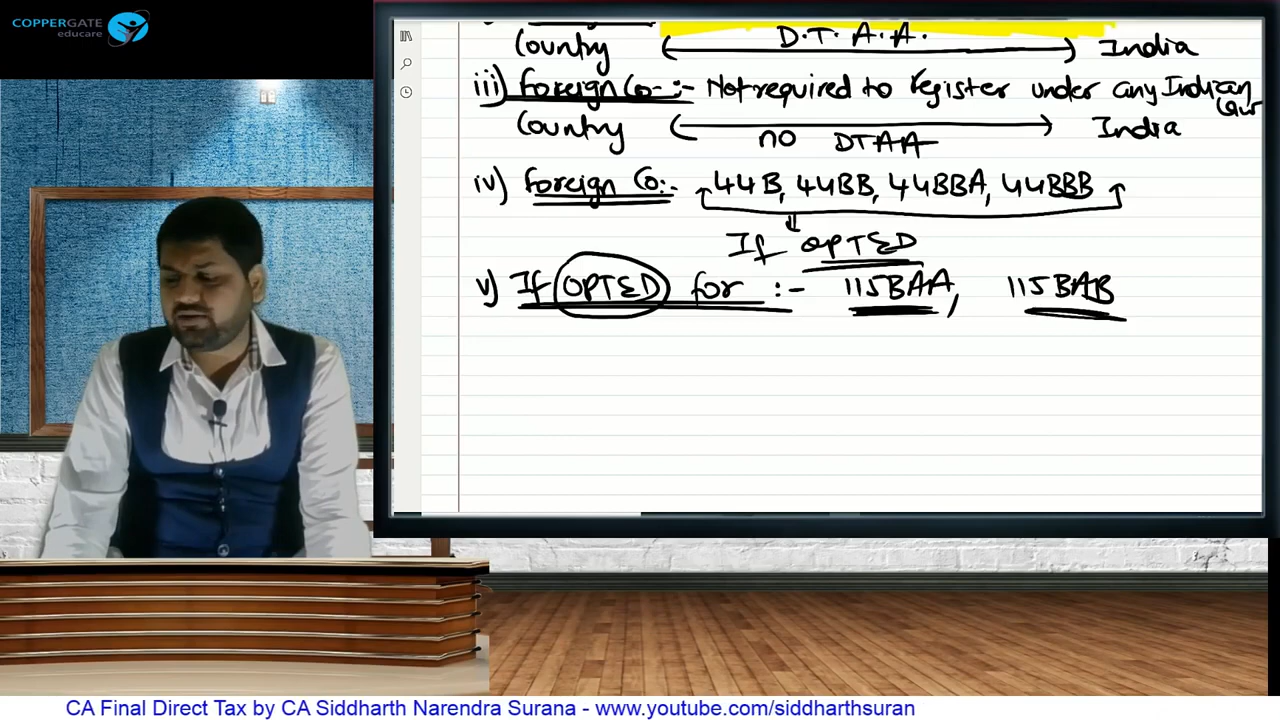 COPPERGATE
educare
Country D.T.A.A. India
iii) Foreign Co :- Not required to register under any Indian Law
Country no DTAA India
iv) Foreign Co :- 44B, 44BB, 44BBA, 44BBB
If OPTED
v) If OPTED for :- 115BAA, 115BAB
CA Final Direct Tax by CA Siddharth Narendra Surana - www.youtube.com/siddharthsuran